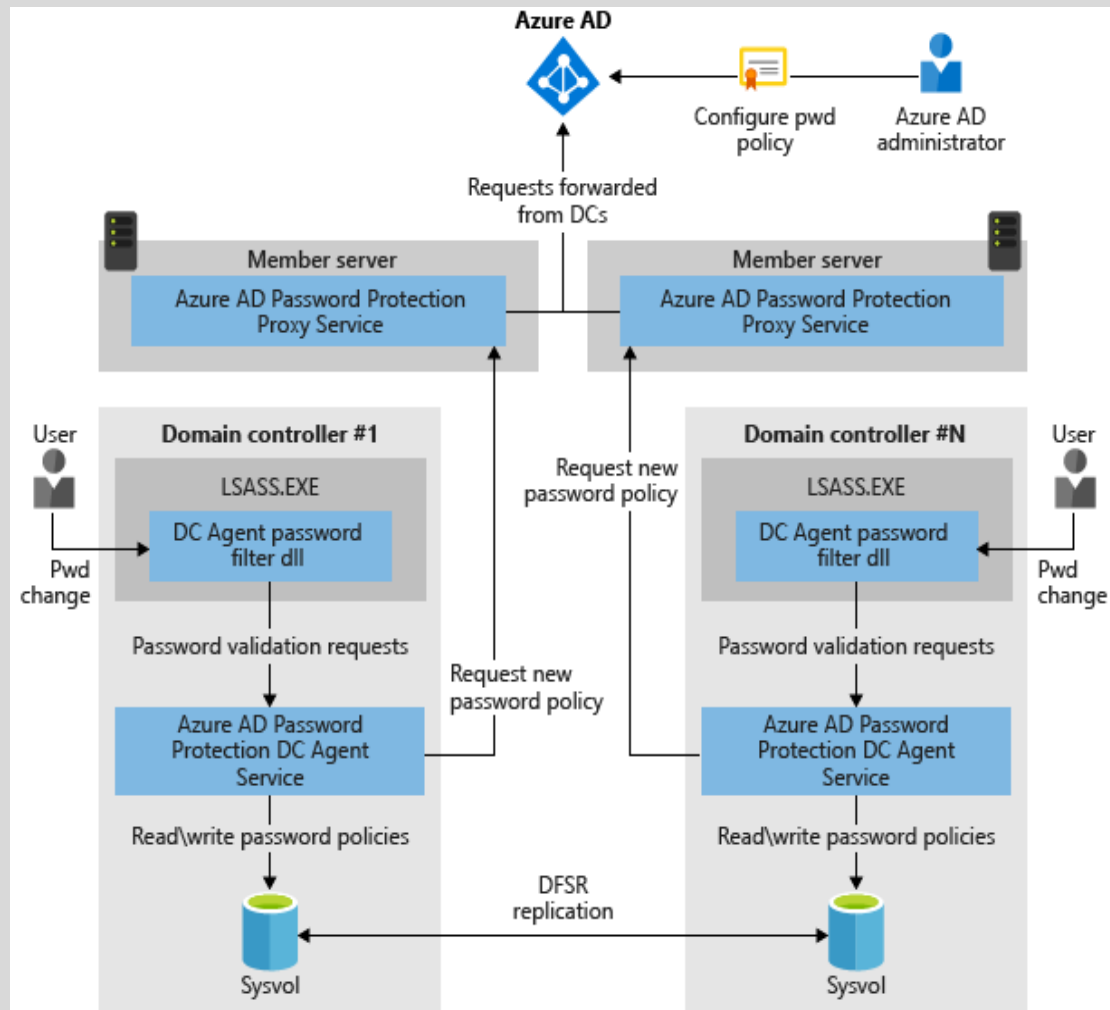 Azure AD
Configure pwd
policy
Azure AD
administrator
Requests forwarded
from DCs
Member server
Azure AD Password Protection
Proxy Service
Member server
Azure AD Password Protection
Proxy Service
User
Pwd
change
Domain controller #1
LSASS.EXE
DC Agent password
filter dll
Password validation requests
Request new
password policy
Azure AD Password
Protection DC Agent
Service
Read\write password policies
Sysvol
DFSR
replication
Request new
password policy
Domain controller #N
LSASS.EXE
DC Agent password
filter dll
User
Pwd
change
Password validation requests
Azure AD Password
Protection DC Agent
Service
Read\write password policies
Sysvol